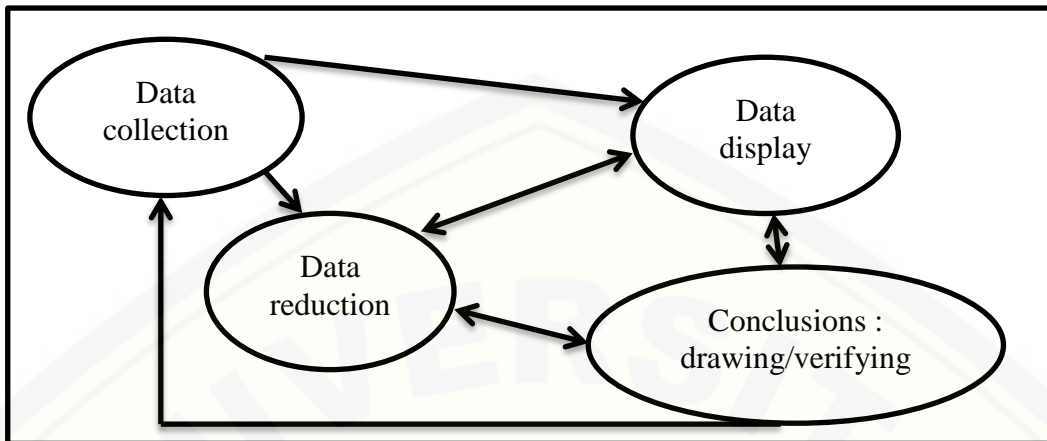 Data
collection
Data
display
Data
reduction
Conclusions :
drawing/verifying